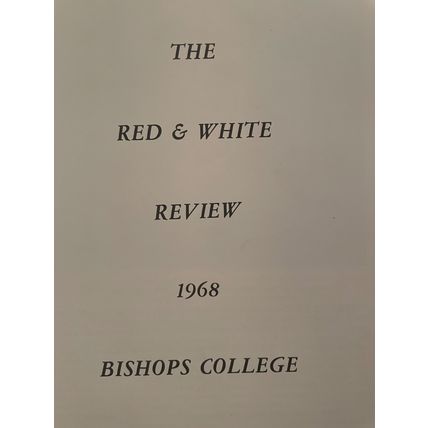 THE
RED & WHITE
REVIEW
1968
BISHOPS COLLEGE